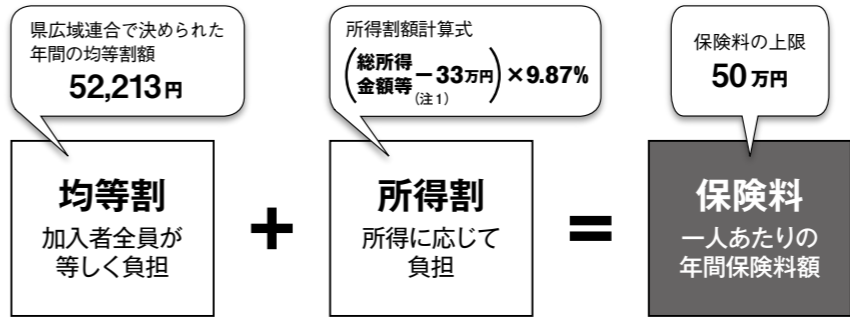 県広域連合で決められた
年間の均等割額
52,213円
所得割額計算式
(総所得金額等−33万円)×9.87%
(注1)
保険料の上限
50万円
均等割
加入者全員が
等しく負担
+
所得割
所得に応じて
負担
=
保険料
一人あたりの
年間保険料額